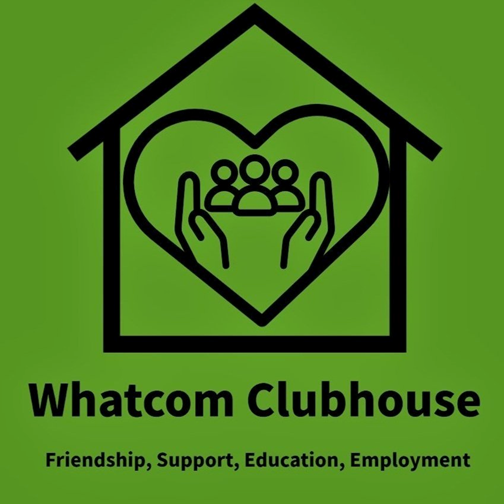 Whatcom Clubhouse
Friendship, Support, Education, Employment